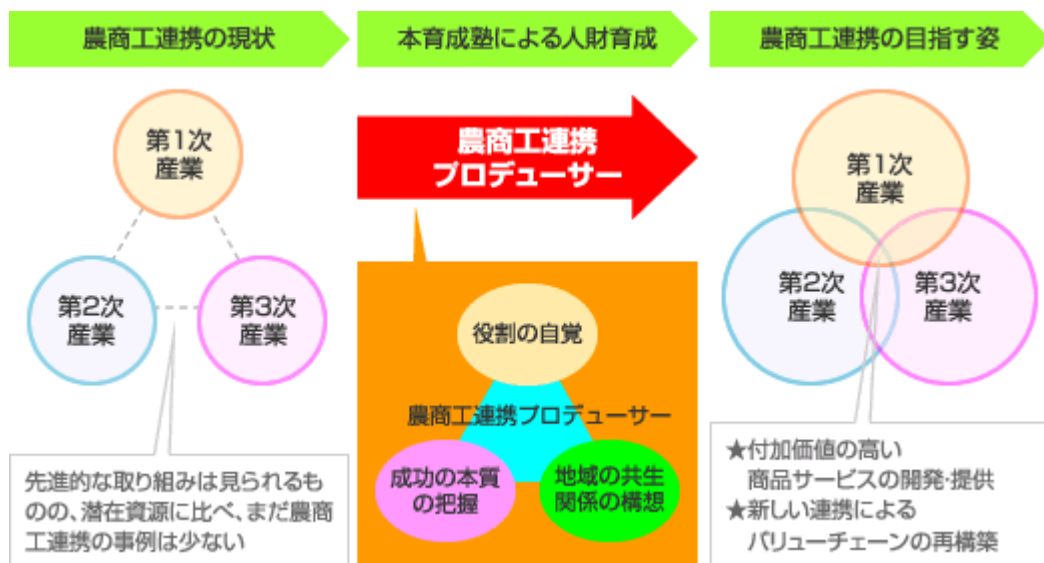 農商工連携の現状
第1次
産業
第2次
産業
第3次
産業
先進的な取り組みは見られるも
のの、潜在資源に比べ、まだ農商
工連携の事例は少ない
本育成塾による人財育成
農商工連携
プロデューサー
役割の自覚
農商工連携プロデューサー
成功の本質
の把握
地域の共生
関係の構想
農商工連携の目指す姿
第1次
産業
第2次
産業
第3次
産業
★付加価値の高い
商品サービスの開発・提供
★新しい連携による
バリューチェーンの再構築